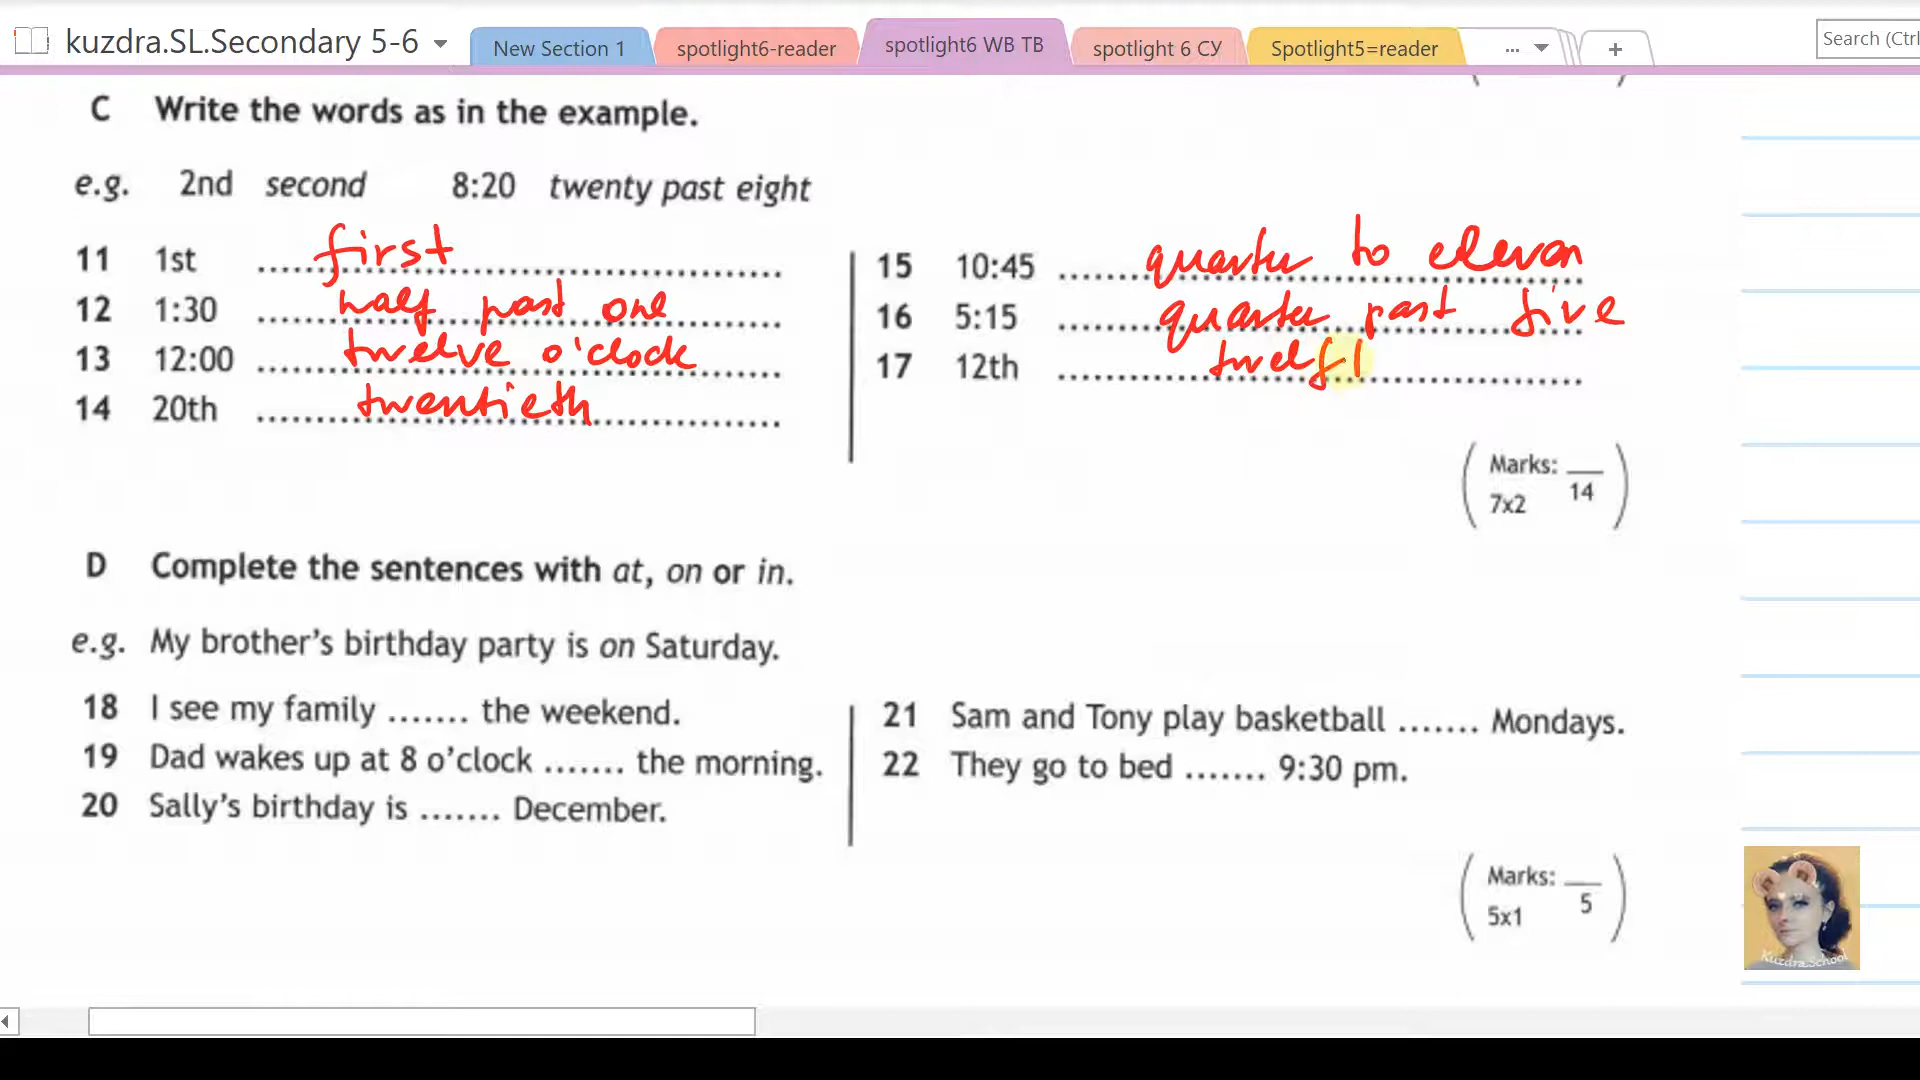 kuzdra.SL.Secondary 5-6 New Section 1 spotlight6-reader spotlight6 WB TB spotlight 6 СУ Spotlight5=reader ... + Search (Ctrl
C Write the words as in the example.
e.g. 2nd second 8:20 twenty past eight
11 1st first
12 1:30 half past one
13 12:00 twelve o'clock
14 20th twentieth
15 10:45 quarter to eleven
16 5:15 quarter past five
17 12th twelf
Marks: __
7x2 14
D Complete the sentences with at, on or in.
e.g. My brother's birthday party is on Saturday.
18 I see my family ....... the weekend.
19 Dad wakes up at 8 o'clock ....... the morning.
20 Sally's birthday is ....... December.
21 Sam and Tony play basketball ....... Mondays.
22 They go to bed ....... 9:30 pm.
Marks: __
5x1 5
Kuzdra.School